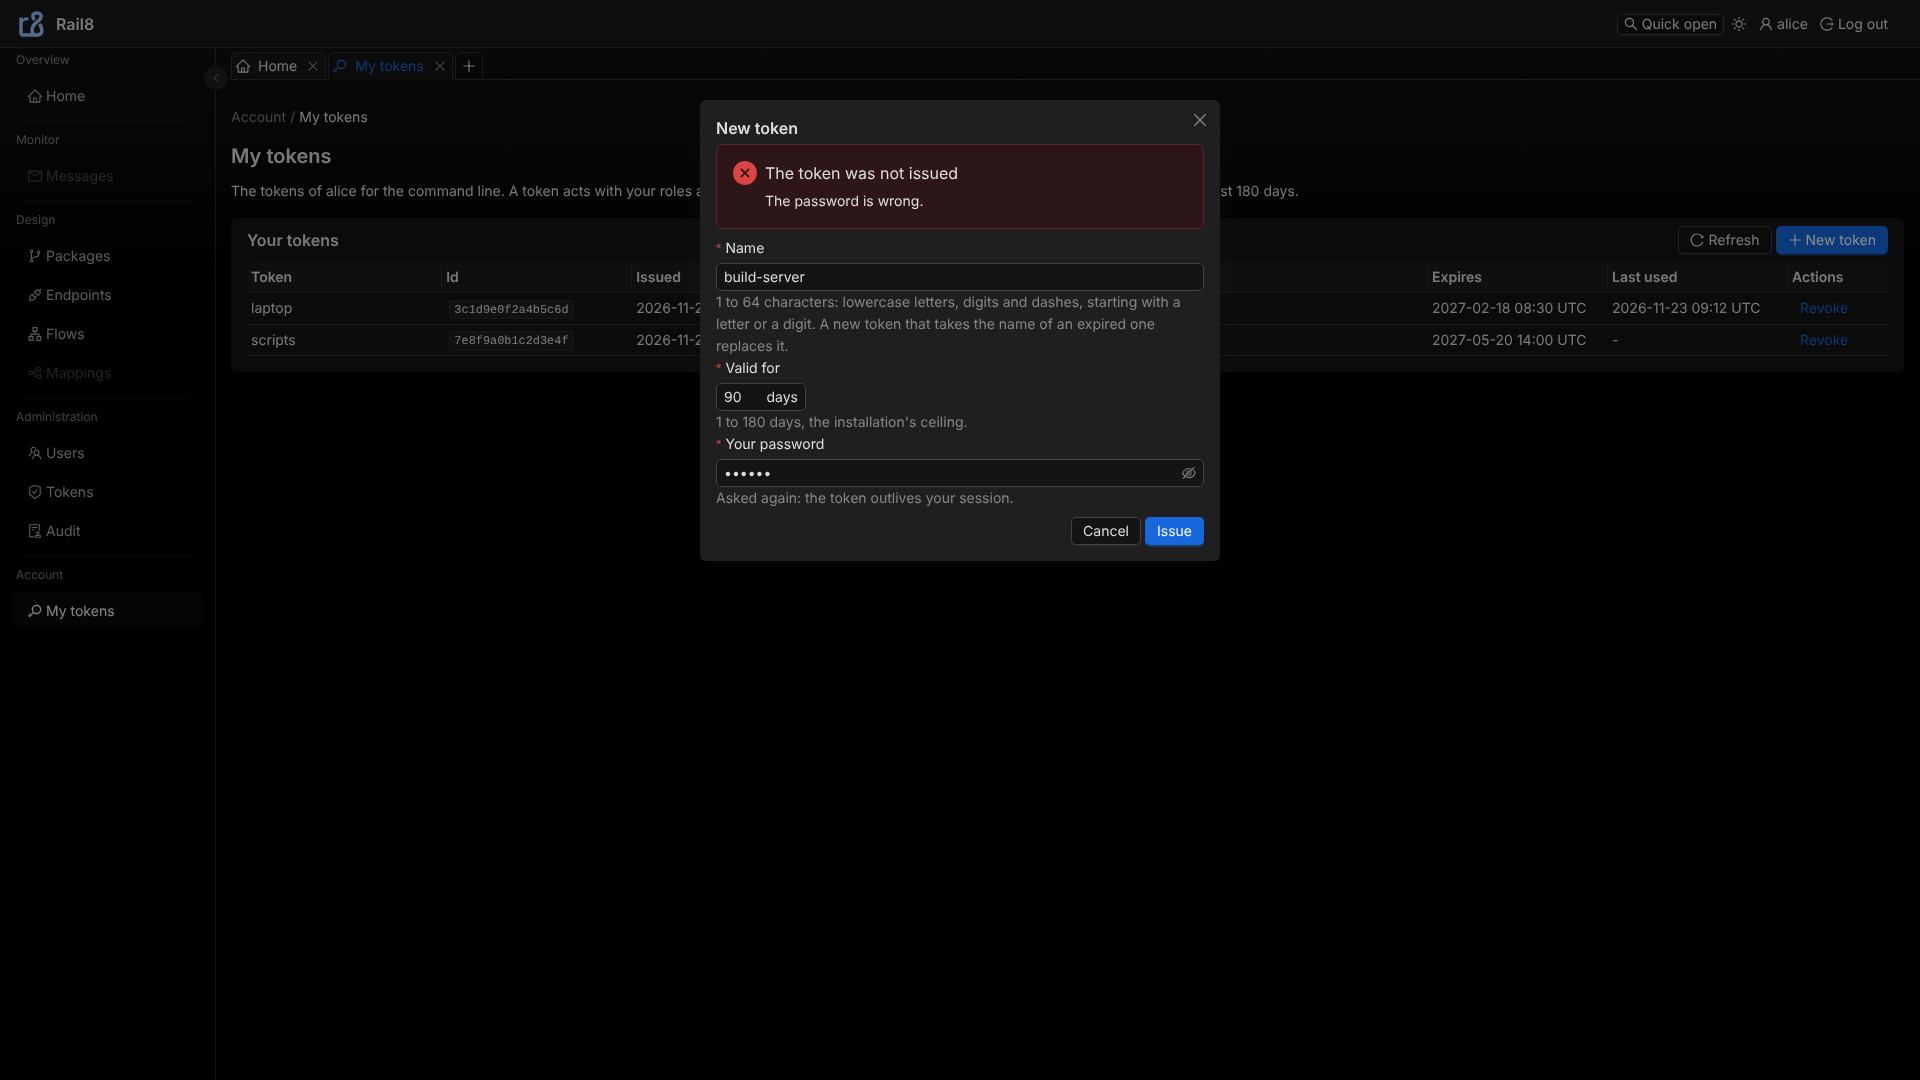 Rail8
Quick open
alice
Log out
Overview
Home
Monitor
Messages
Design
Packages
Endpoints
Flows
Mappings
Administration
Users
Tokens
Audit
Account
My tokens
Home
My tokens
Account / My tokens
My tokens
The tokens of alice for the command line. A token acts with your roles
st 180 days.
Your tokens
Refresh
New token
Token Id Issued Expires Last used Actions
laptop 3c1d9e0f2a4b5c6d 2026-11-2 2027-02-18 08:30 UTC 2026-11-23 09:12 UTC Revoke
scripts 7e8f9a0b1c2d3e4f 2026-11-2 2027-05-20 14:00 UTC - Revoke
New token
The token was not issued
The password is wrong.
* Name
build-server
1 to 64 characters: lowercase letters, digits and dashes, starting with a
letter or a digit. A new token that takes the name of an expired one
replaces it.
* Valid for
90 days
1 to 180 days, the installation's ceiling.
* Your password
••••••
Asked again: the token outlives your session.
Cancel
Issue